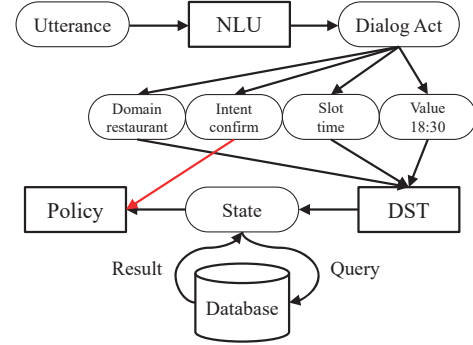 Utterance
NLU
Dialog Act
Domain
restaurant
Intent
confirm
Slot
time
Value
18:30
Policy
State
DST
Result
Query
Database